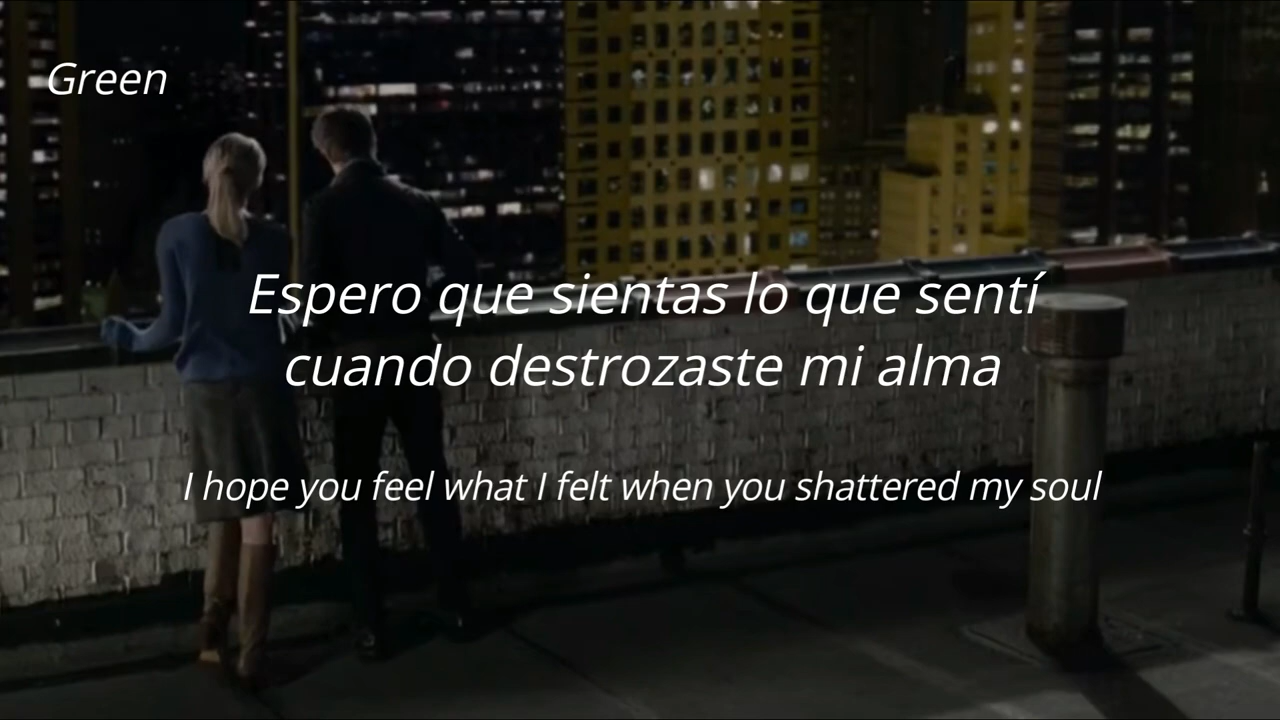 Green
Espero que sientas lo que sentí
cuando destrozaste mi alma
I hope you feel what I felt when you shattered my soul